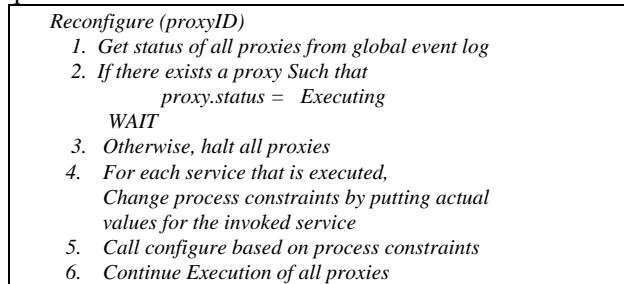 Reconfigure (proxyID)
1. Get status of all proxies from global event log
2. If there exists a proxy Such that
proxy.status = Executing
WAIT
3. Otherwise, halt all proxies
4. For each service that is executed,
Change process constraints by putting actual
values for the invoked service
5. Call configure based on process constraints
6. Continue Execution of all proxies